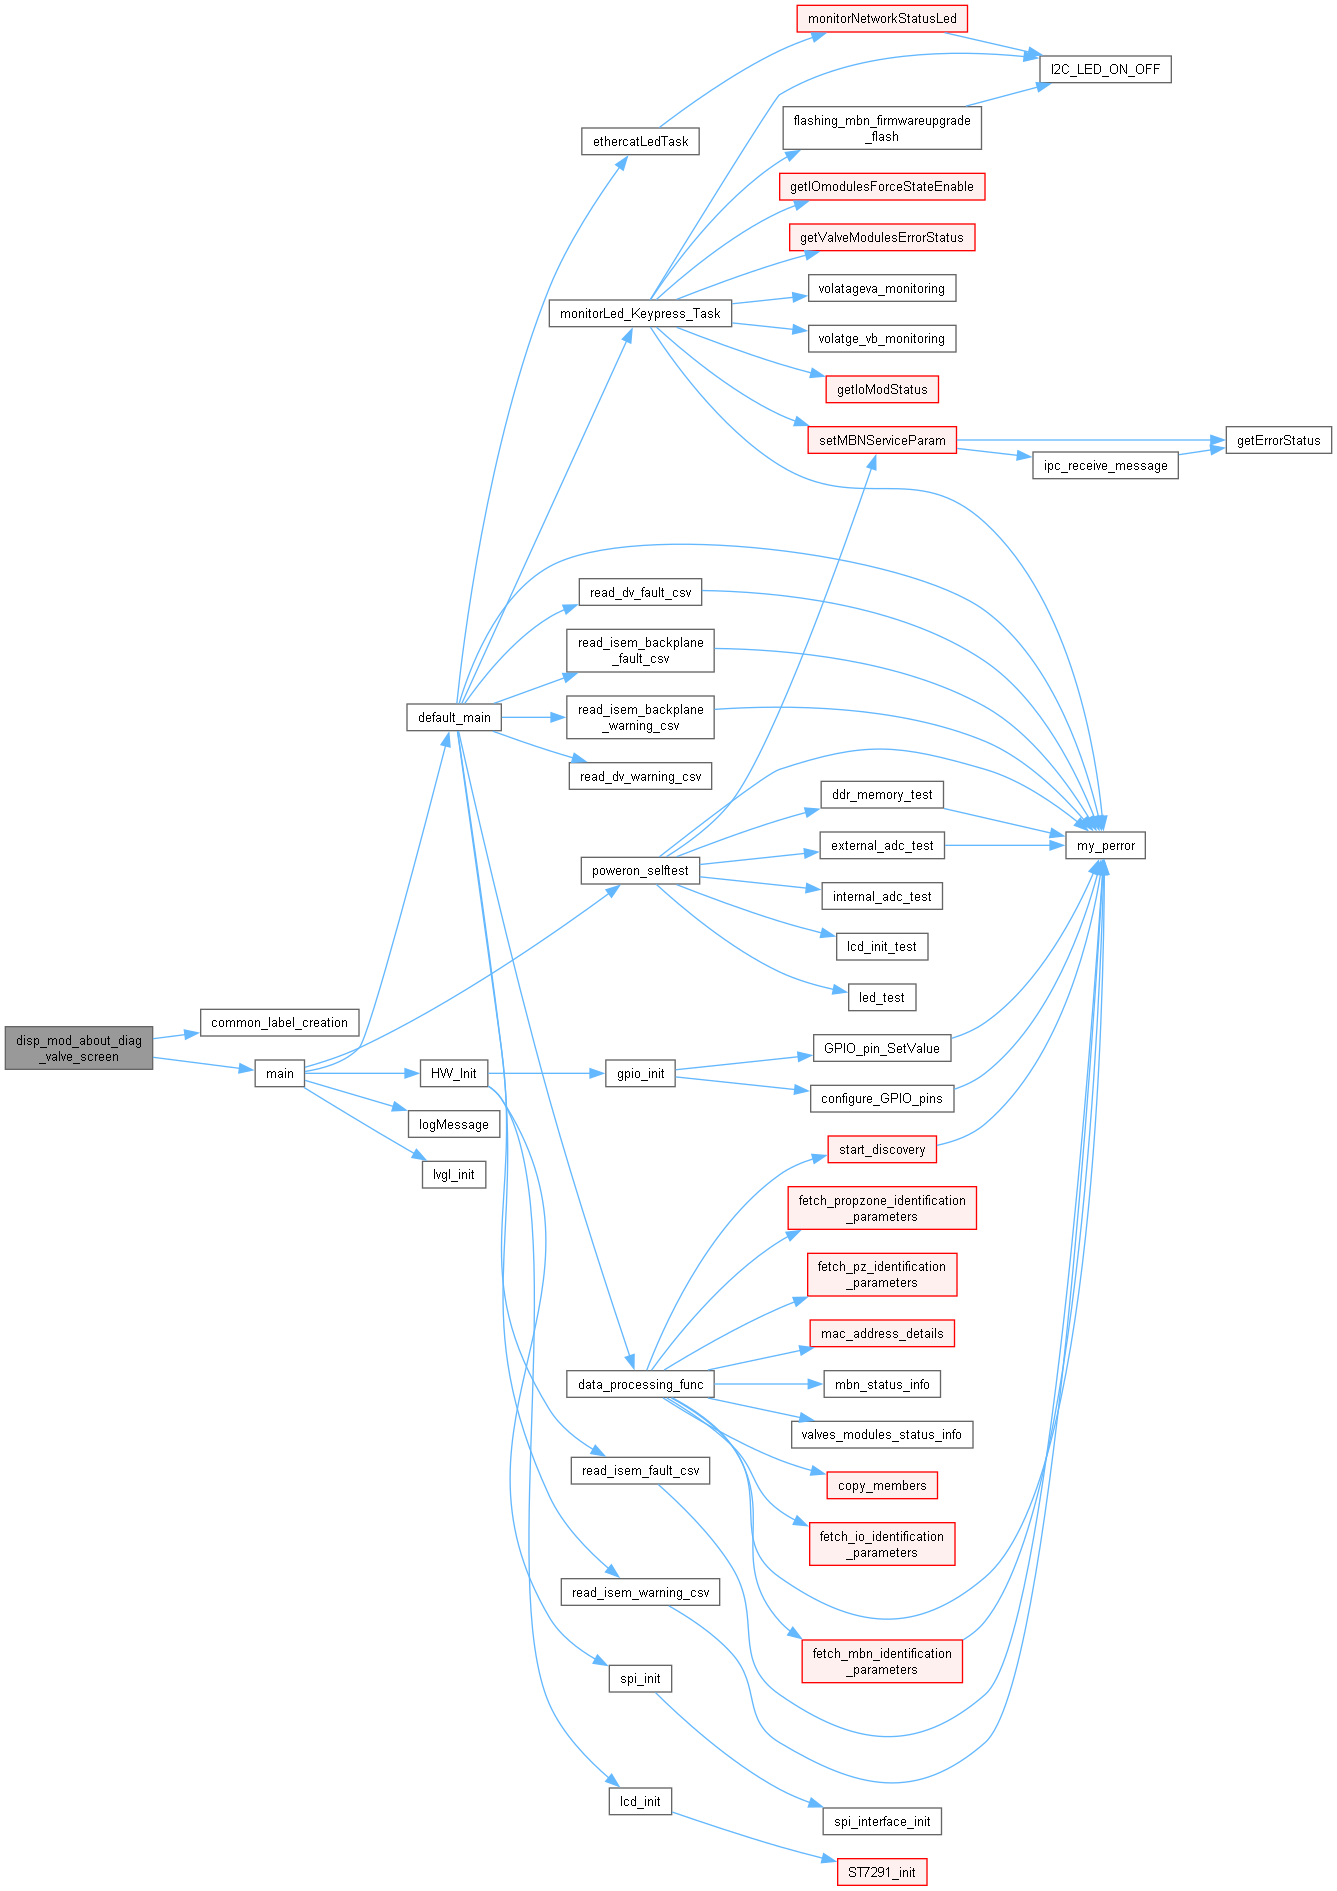 monitorNetworkStatusLed
I2C_LED_ON_OFF
flashing_mbn_firmwareupgrade
_flash
ethercatLedTask
getIOmodulesForceStateEnable
getValveModulesErrorStatus
volatageva_monitoring
monitorLed_Keypress_Task
volatge_vb_monitoring
getIoModStatus
setMBNServiceParam
getErrorStatus
ipc_receive_message
read_dv_fault_csv
read_isem_backplane
_fault_csv
default_main
read_isem_backplane
_warning_csv
read_dv_warning_csv
ddr_memory_test
external_adc_test
my_perror
poweron_selftest
internal_adc_test
lcd_init_test
led_test
common_label_creation
disp_mod_about_diag
_valve_screen
GPIO_pin_SetValue
main
HW_Init
gpio_init
configure_GPIO_pins
logMessage
start_discovery
lvgl_init
fetch_propzone_identification
_parameters
fetch_pz_identification
_parameters
mac_address_details
data_processing_func
mbn_status_info
valves_modules_status_info
read_isem_fault_csv
copy_members
fetch_io_identification
_parameters
read_isem_warning_csv
fetch_mbn_identification
_parameters
spi_init
lcd_init
spi_interface_init
ST7291_init